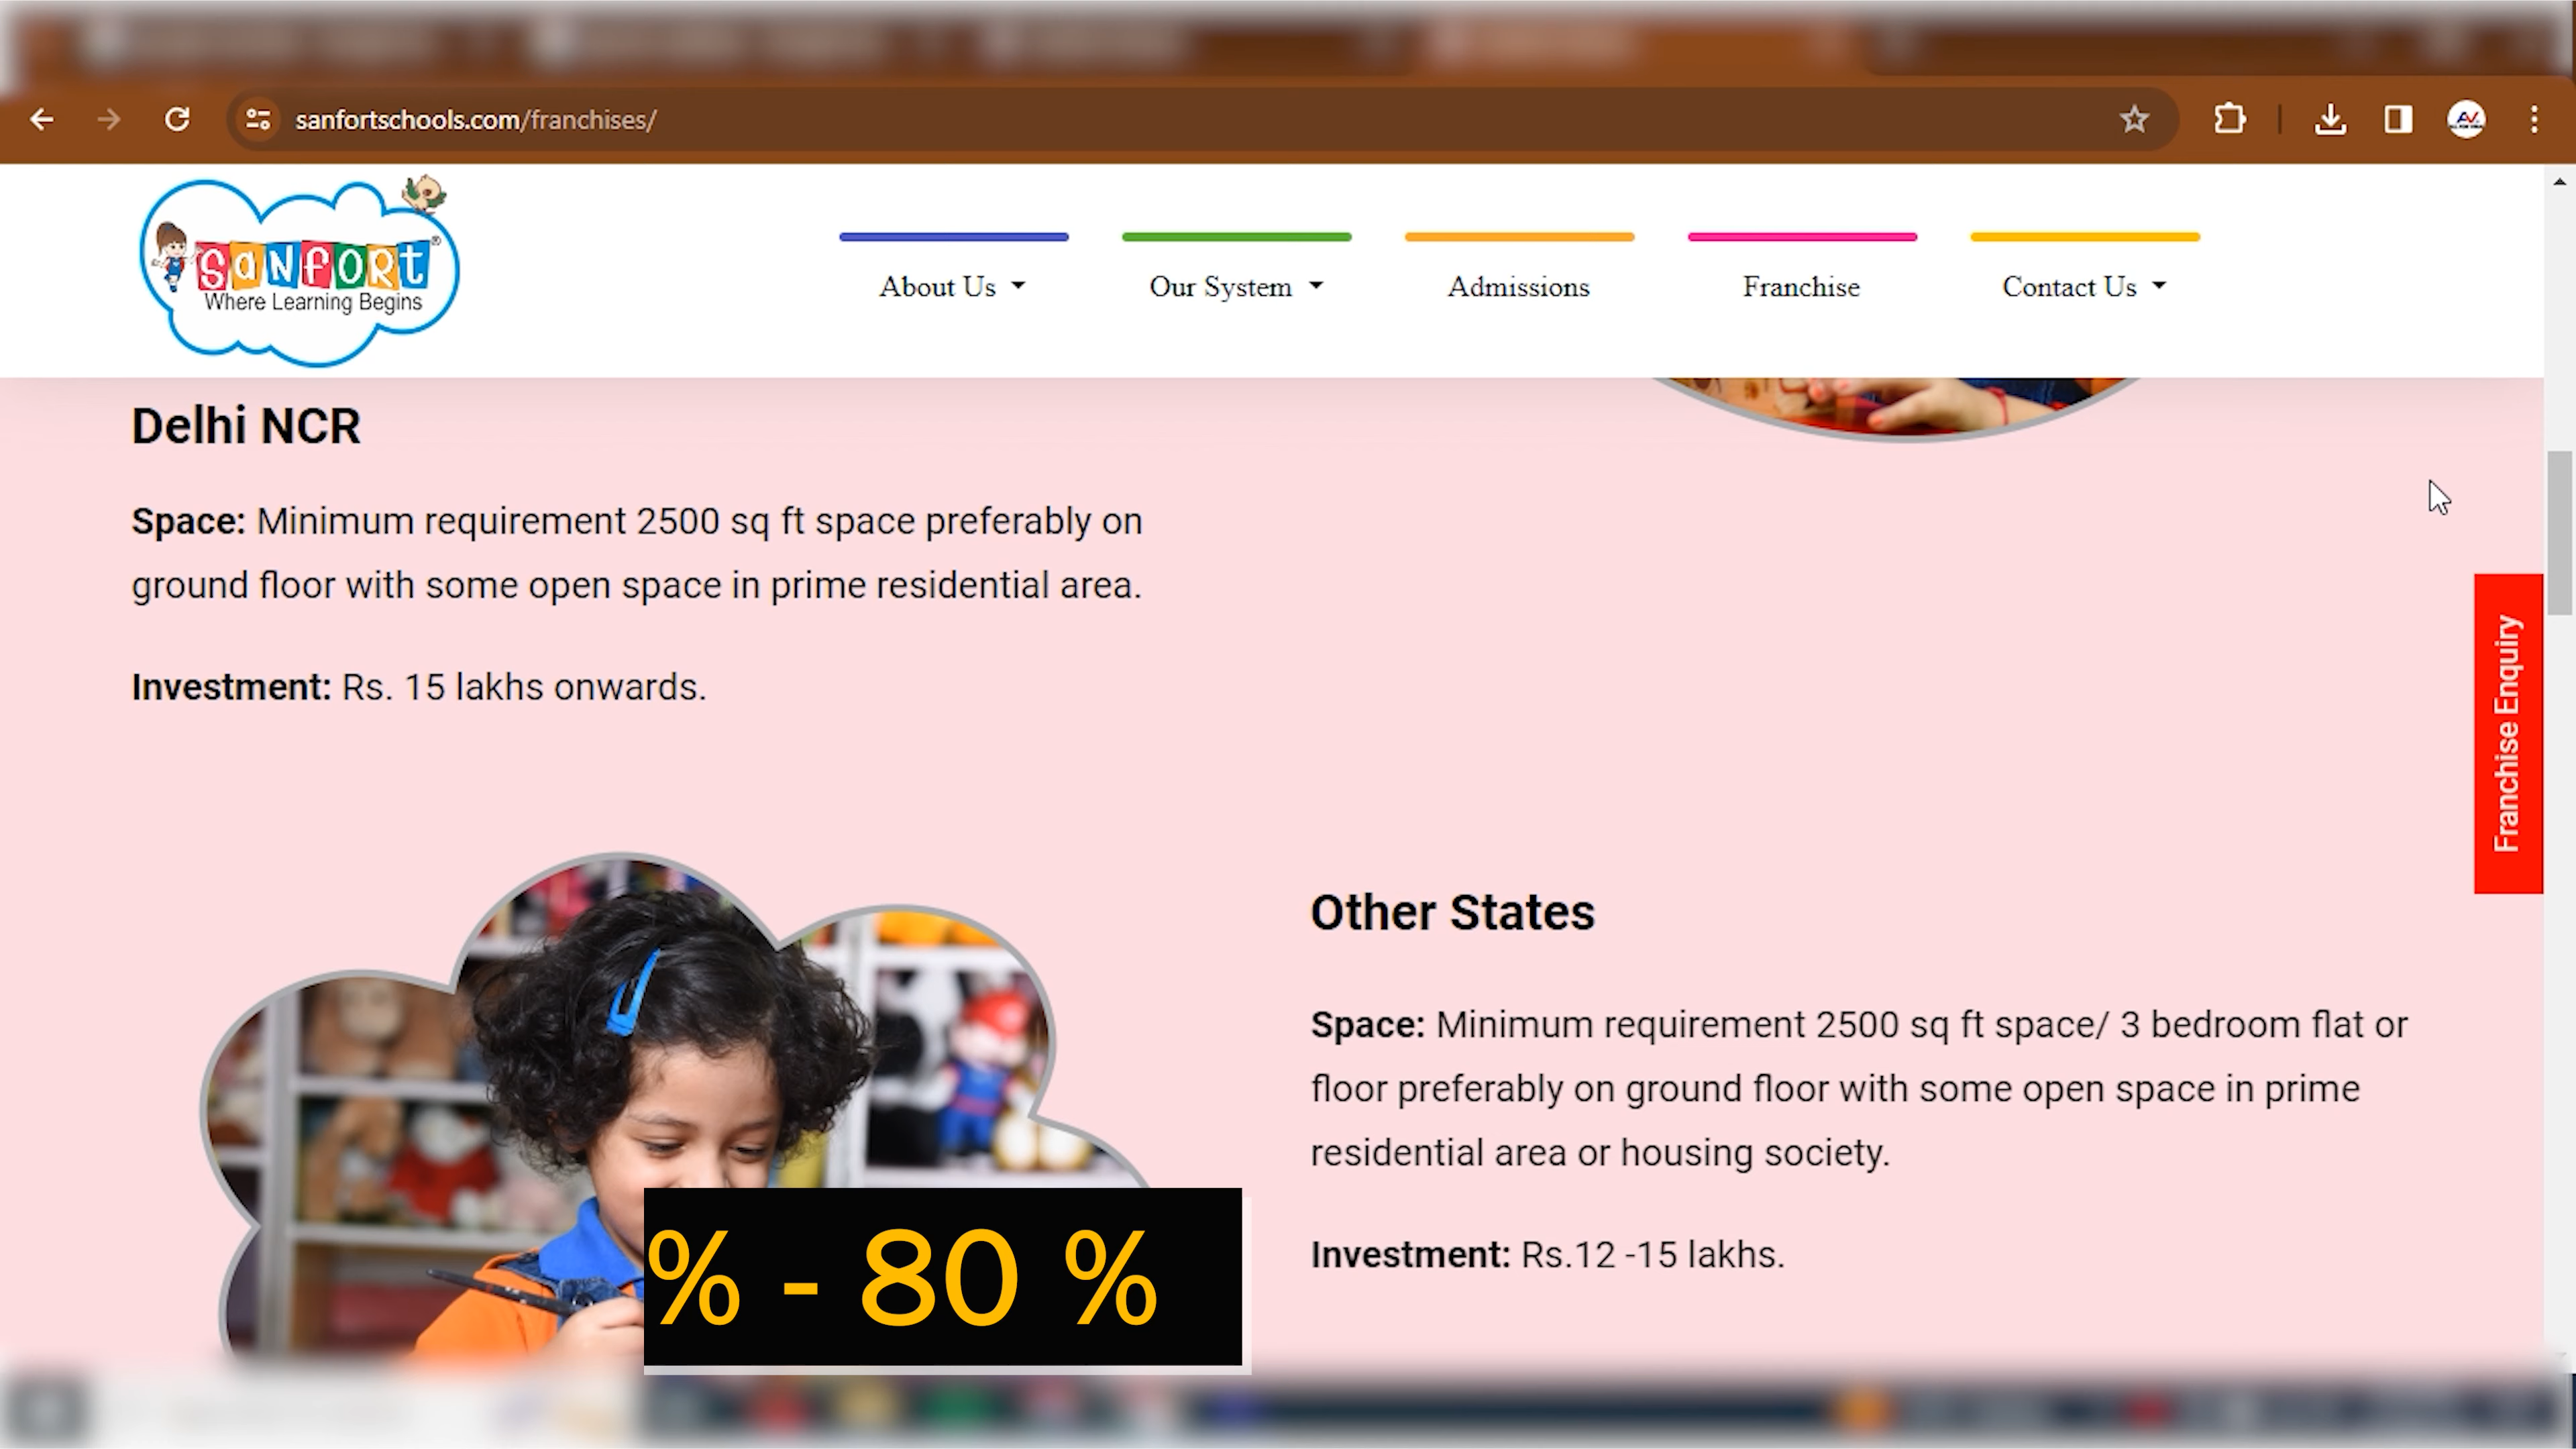 sanfortschools.com/franchises/
SANFORT®
Where Learning Begins
About Us
Our System
Admissions
Franchise
Contact Us
Delhi NCR
Space: Minimum requirement 2500 sq ft space preferably on
ground floor with some open space in prime residential area.
Investment: Rs. 15 lakhs onwards.
Franchise Enquiry
Other States
Space: Minimum requirement 2500 sq ft space/ 3 bedroom flat or
floor preferably on ground floor with some open space in prime
residential area or housing society.
Investment: Rs.12 -15 lakhs.
% - 80 %